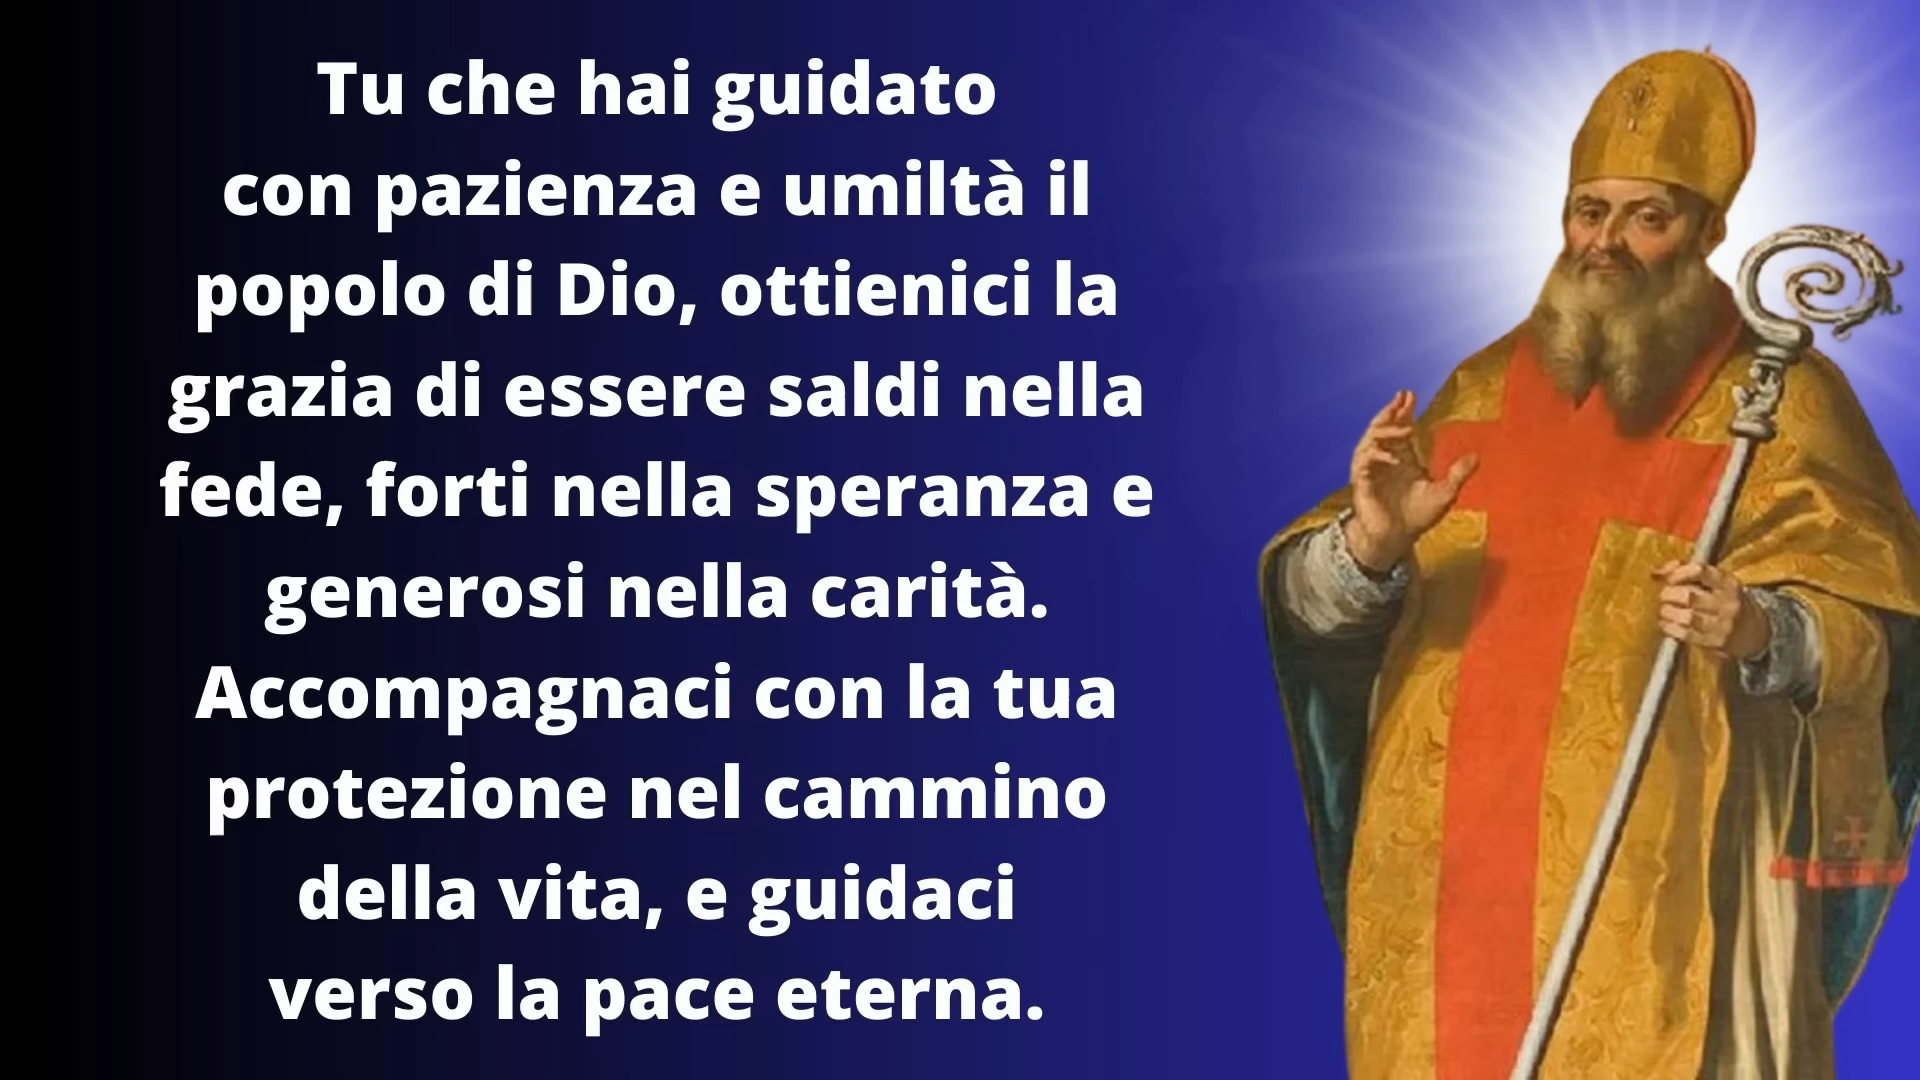 Tu che hai guidato
con pazienza e umiltà il
popolo di Dio, ottienici la
grazia di essere saldi nella
fede, forti nella speranza e
generosi nella carità.
Accompagnaci con la tua
protezione nel cammino
della vita, e guidaci
verso la pace eterna.